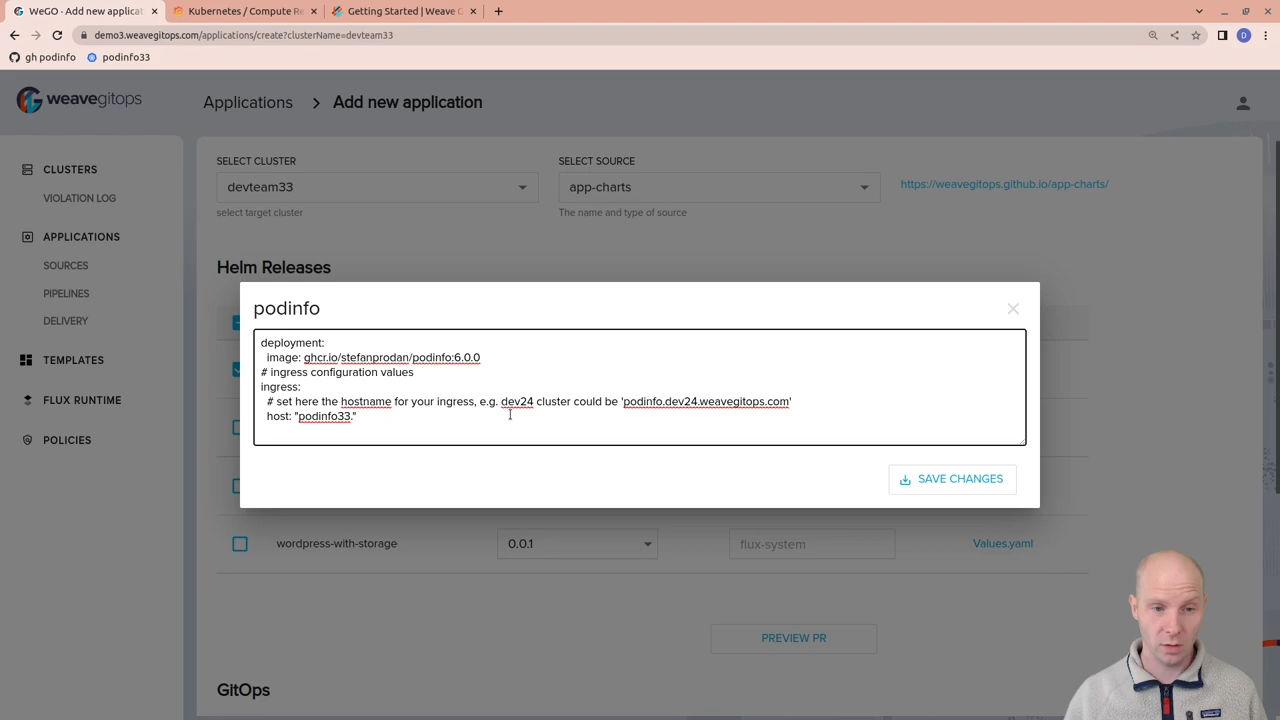 WeGO · Add new applicat
Kubernetes / Compute Re
Getting Started | Weave G
demo3.weavegitops.com/applications/create?clusterName=devteam33
D
gh podinfo
podinfo33
weavegitops
Applications > Add new application
CLUSTERS
VIOLATION LOG
APPLICATIONS
SOURCES
PIPELINES
DELIVERY
TEMPLATES
FLUX RUNTIME
POLICIES
SELECT CLUSTER
devteam33
select target cluster
SELECT SOURCE
app-charts
The name and type of source
https://weavegitops.github.io/app-charts/
Helm Releases
podinfo
deployment:
image: ghcr.io/stefanprodan/podinfo:6.0.0
# ingress configuration values
ingress:
# set here the hostname for your ingress, e.g. dev24 cluster could be 'podinfo.dev24.weavegitops.com'
host: "podinfo33."
SAVE CHANGES
wordpress-with-storage
0.0.1
flux-system
Values.yaml
PREVIEW PR
GitOps